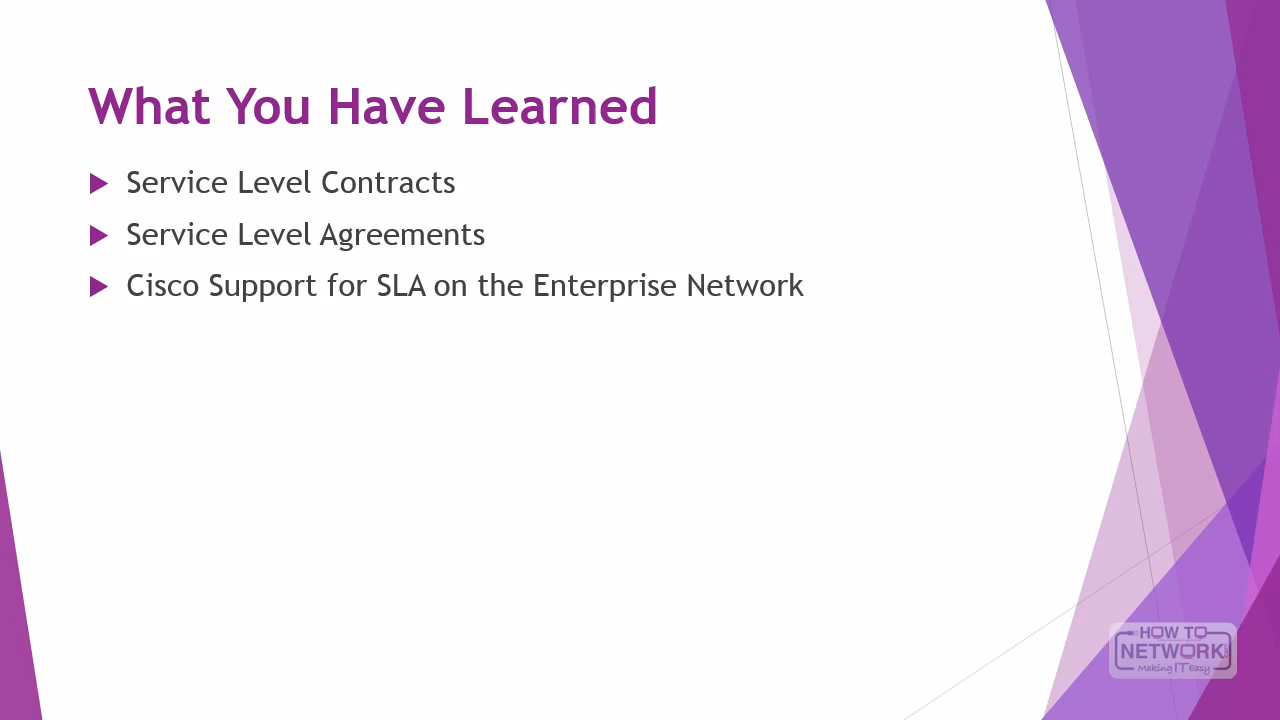 What You Have Learned
Service Level Contracts
Service Level Agreements
Cisco Support for SLA on the Enterprise Network
HOW TO
NETWORK
Making IT Easy